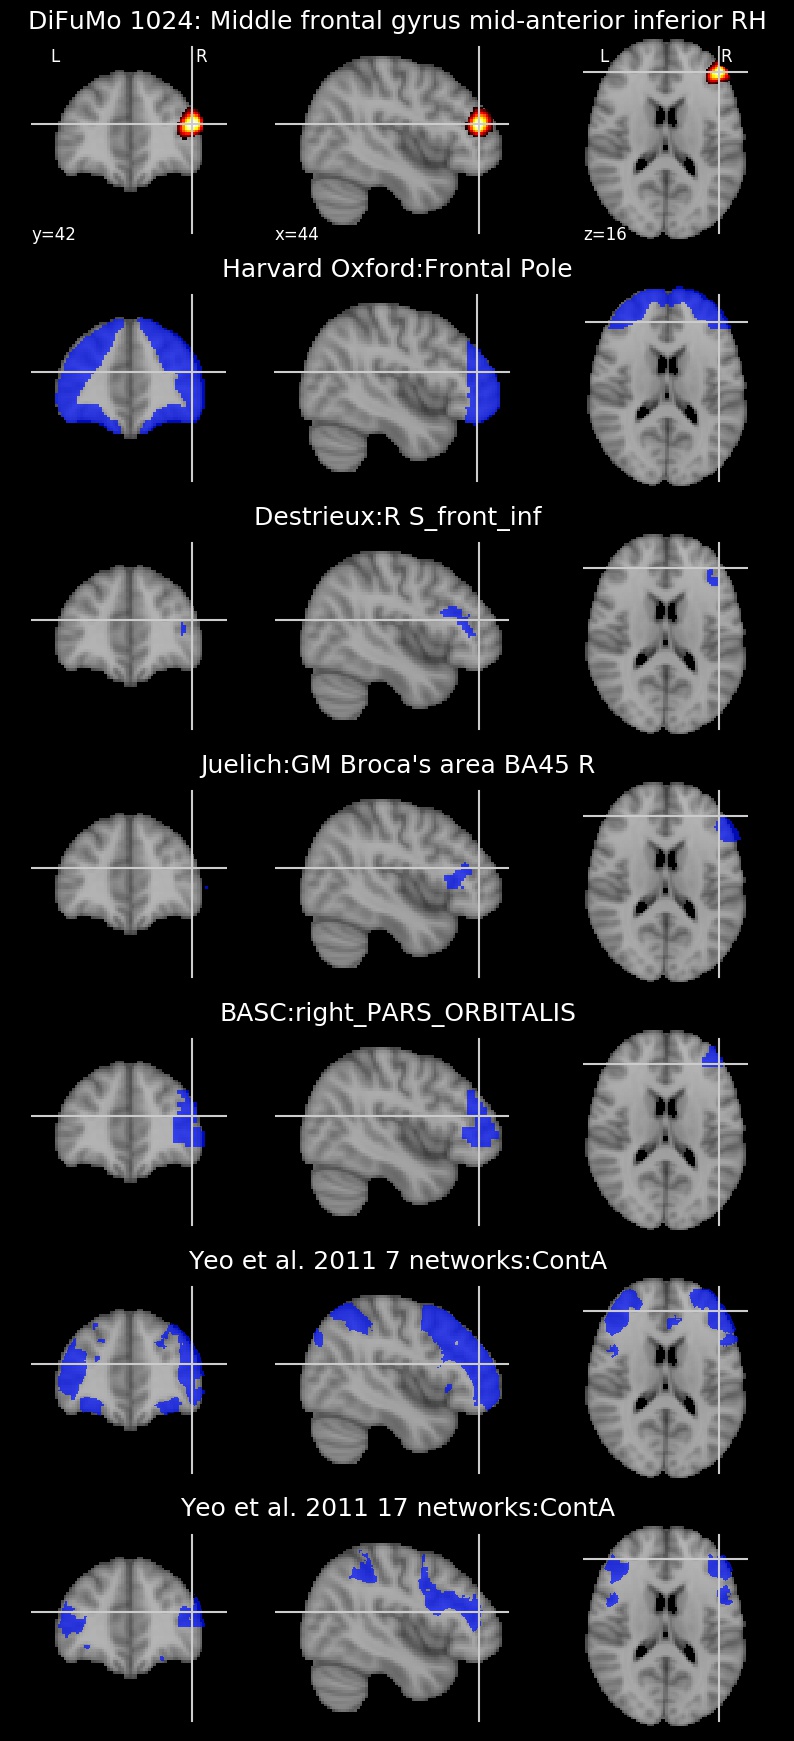 DiFuMo 1024: Middle frontal gyrus mid-anterior inferior RH
L R L R
y=42 x=44 z=16
Harvard Oxford:Frontal Pole
Destrieux:R S_front_inf
Juelich:GM Broca's area BA45 R
BASC:right_PARS_ORBITALIS
Yeo et al. 2011 7 networks:ContA
Yeo et al. 2011 17 networks:ContA